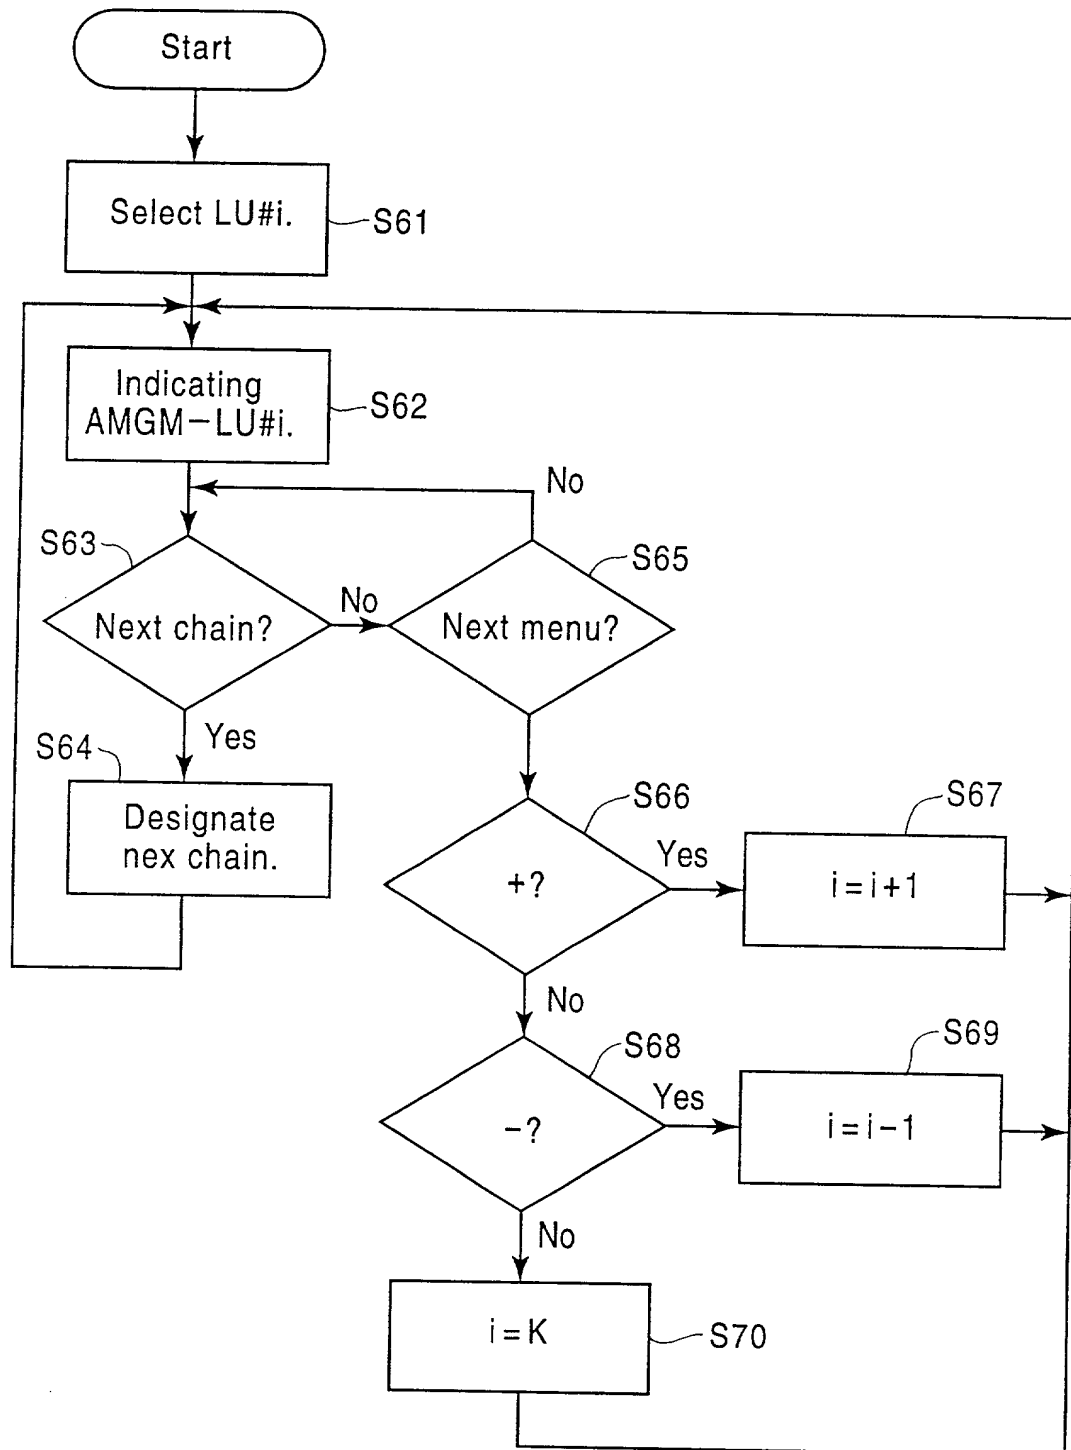 Start
Select LU#i.
S61
Indicating
AMGM－LU#i.
S62
No
S63
Next chain?
No
S65
Next menu?
Yes
S64
Designate
nex chain.
S66
+?
Yes
S67
i=i+1
No
S68
-?
Yes
S69
i=i-1
No
i=K
S70